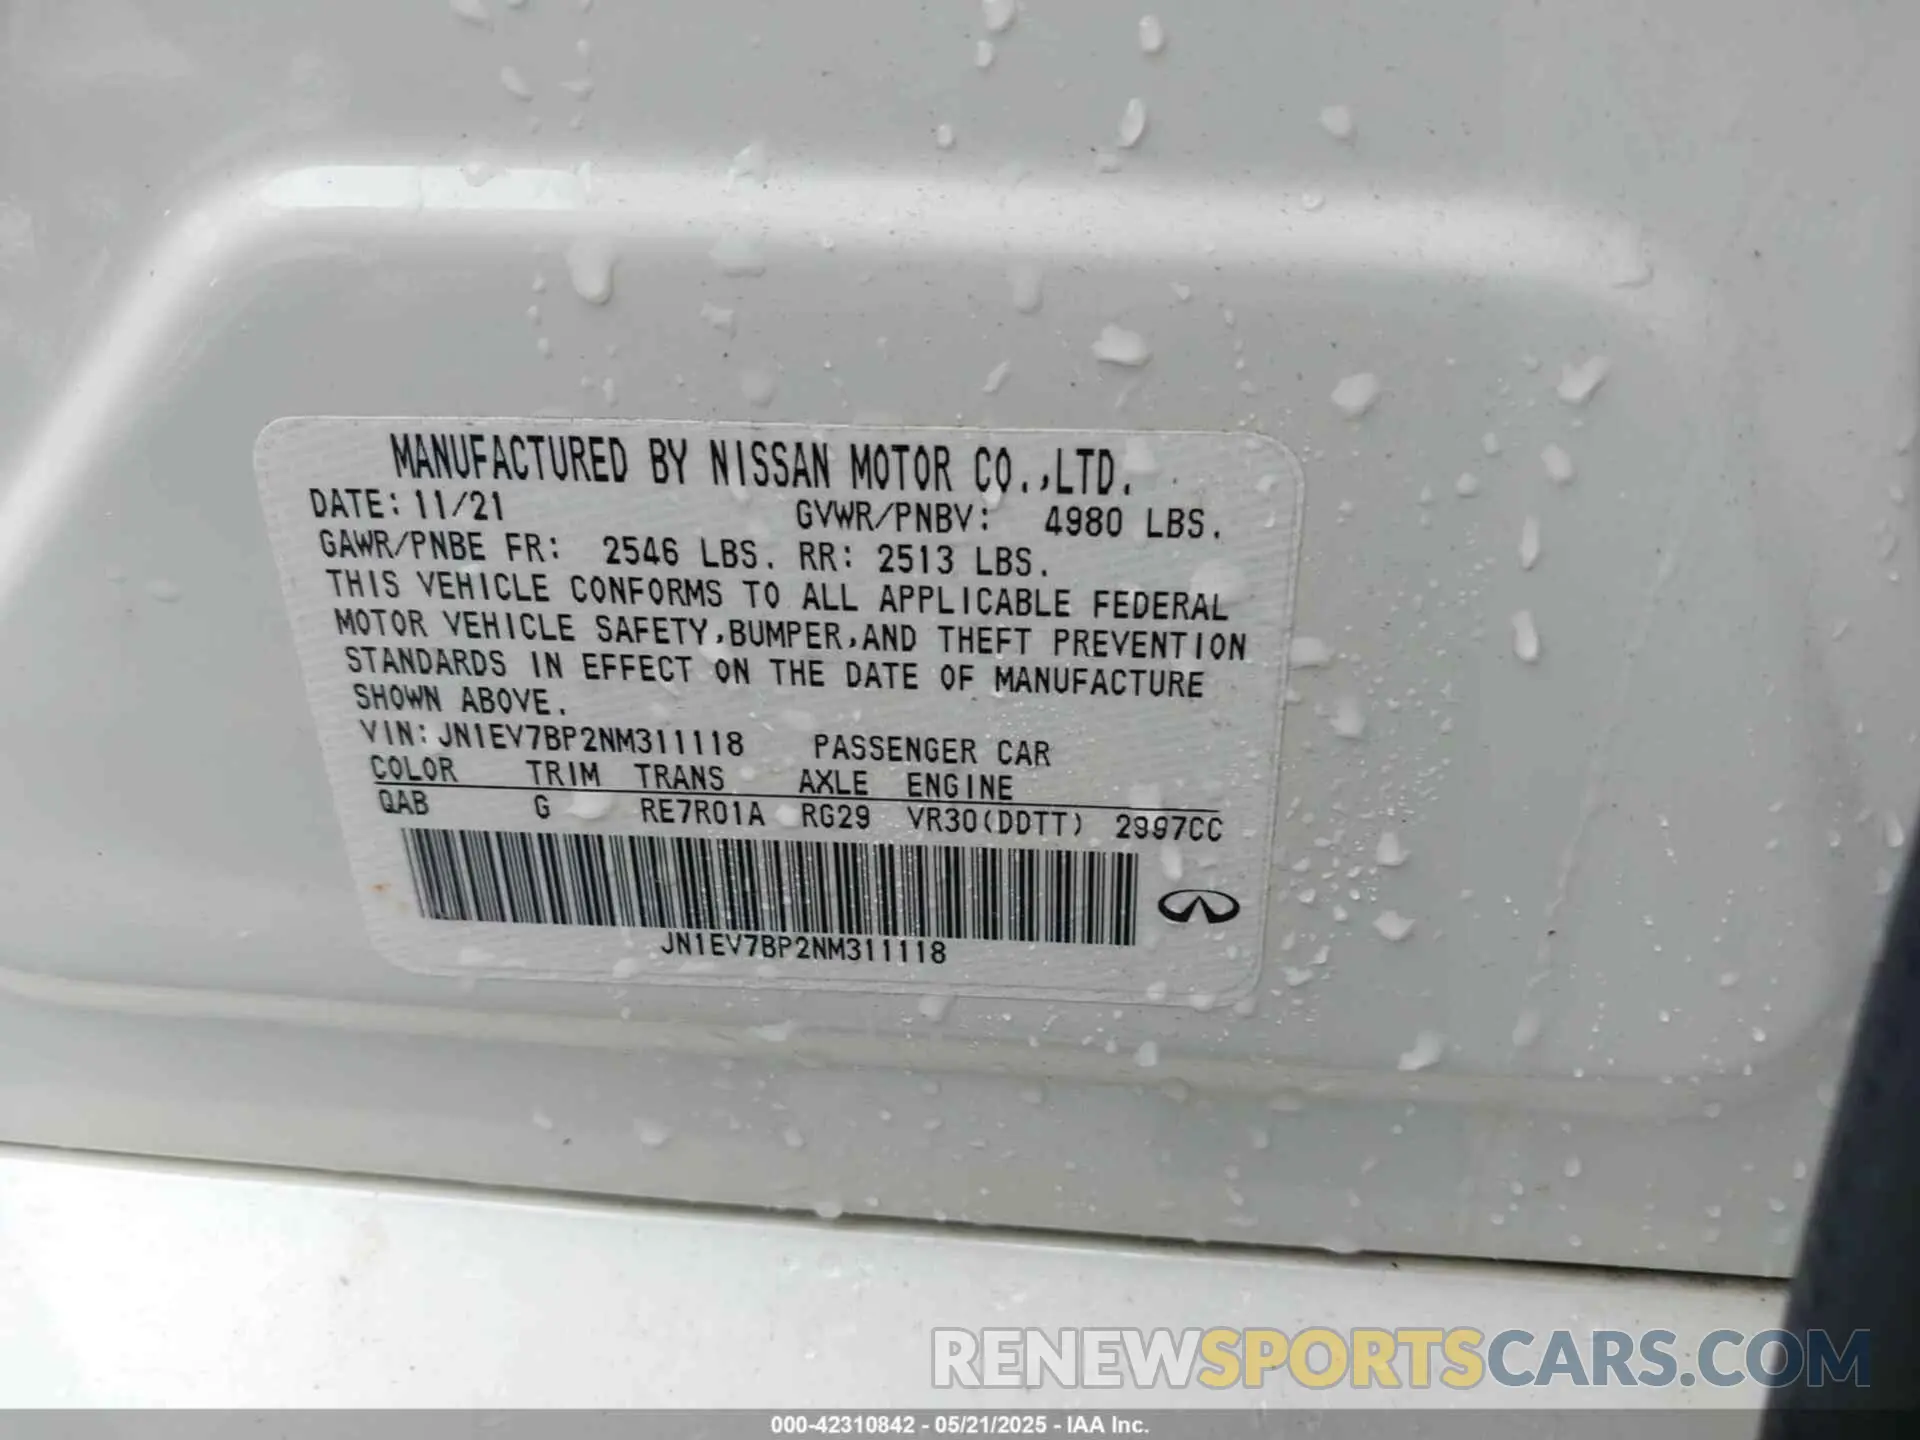 MANUFACTURED BY NISSAN MOTOR CO.,LTD.
DATE: 11/21 GVWR/PNBV: 4980 LBS.
GAWR/PNBE FR: 2546 LBS. RR: 2513 LBS.
THIS VEHICLE CONFORMS TO ALL APPLICABLE FEDERAL
MOTOR VEHICLE SAFETY,BUMPER,AND THEFT PREVENTION
STANDARDS IN EFFECT ON THE DATE OF MANUFACTURE
SHOWN ABOVE.
VIN: JN1EV7BP2NM311118 PASSENGER CAR
COLOR TRIM TRANS AXLE ENGINE
QAB G RE7R01A RG29 VR30(DDTT) 2997CC
JN1EV7BP2NM311118
RENEWSPORTSCARS.COM
000-42310842 - 05/21/2025 - IAA Inc.